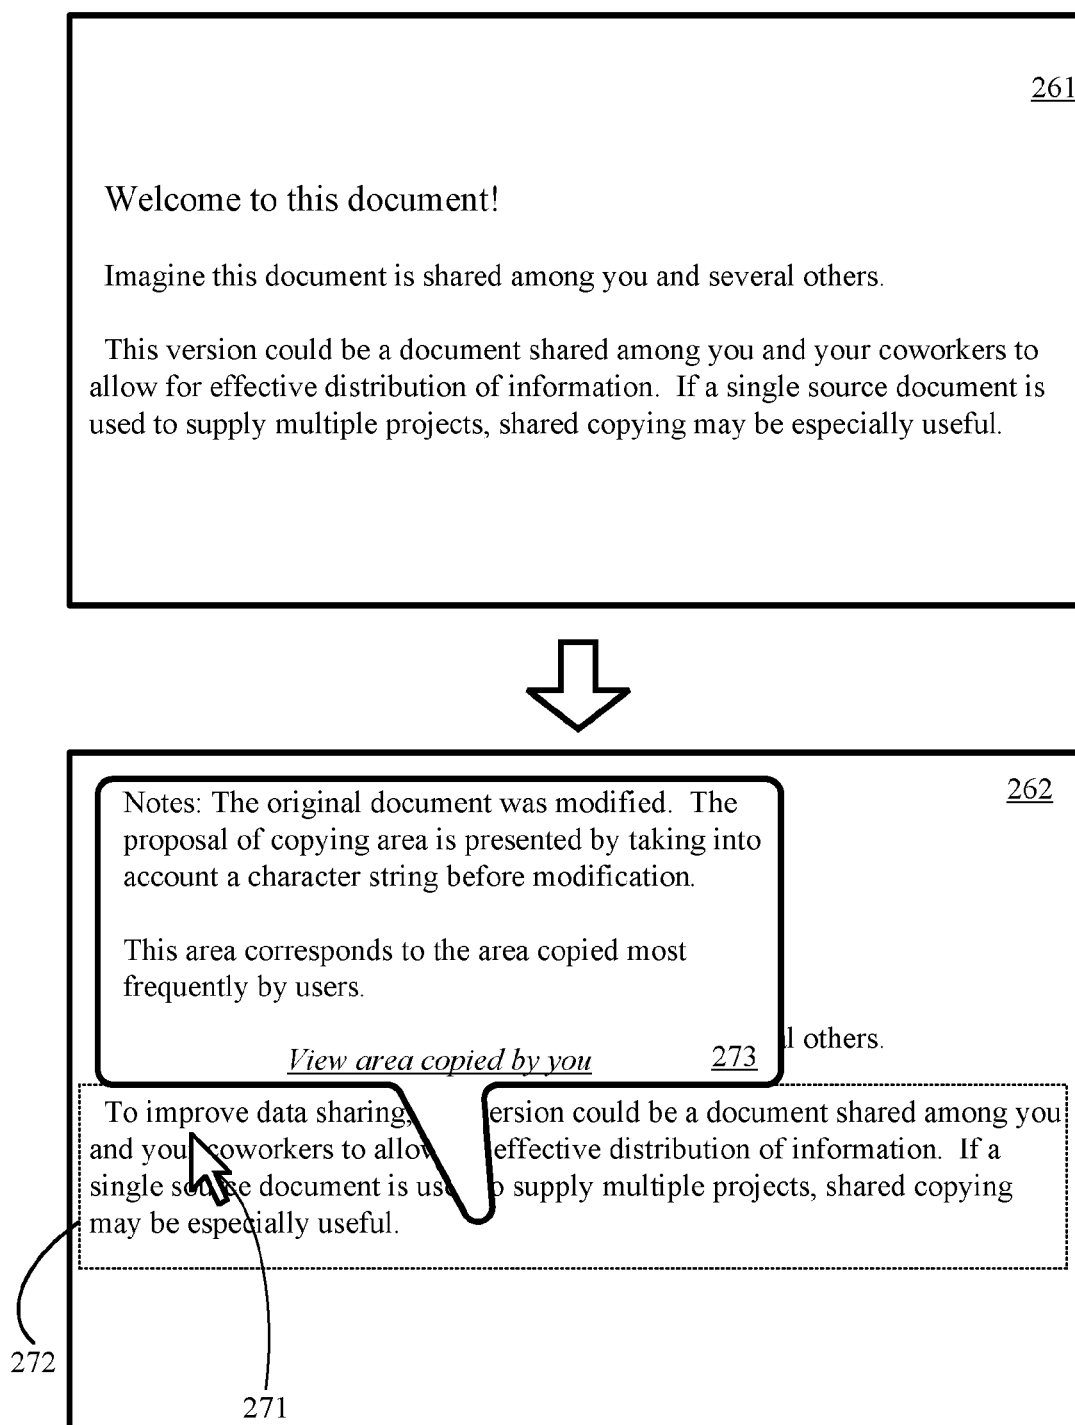 261
Welcome to this document!
Imagine this document is shared among you and several others.
This version could be a document shared among you and your coworkers to
allow for effective distribution of information. If a single source document is
used to supply multiple projects, shared copying may be especially useful.
262
Notes: The original document was modified. The
proposal of copying area is presented by taking into
account a character string before modification.
This area corresponds to the area copied most
frequently by users.
View area copied by you
273
l others.
To improve data sharing, ersion could be a document shared among you
and your coworkers to allow effective distribution of information. If a
single source document is used to supply multiple projects, shared copying
may be especially useful.
272
271